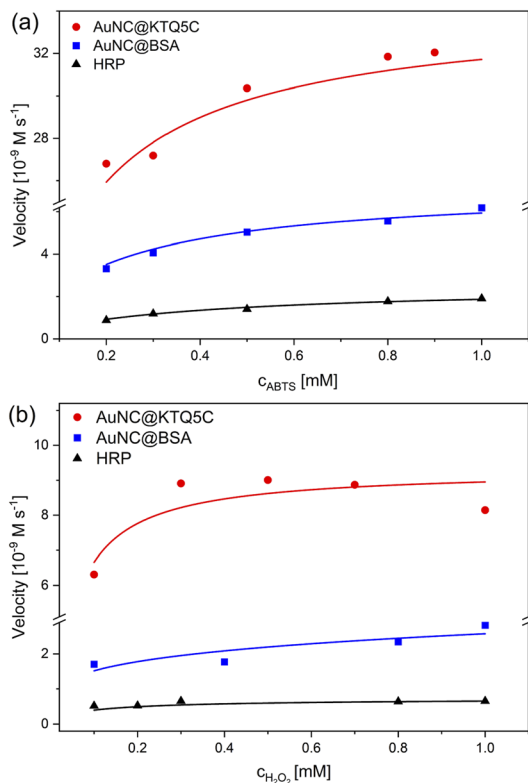 (a)
AuNC@KTQ5C
AuNC@BSA
HRP
Velocity [10⁻⁹ M s⁻¹]
32
28
4
0
0.2 0.4 0.6 0.8 1.0
c_ABTS [mM]
(b)
AuNC@KTQ5C
AuNC@BSA
HRP
Velocity [10⁻⁹ M s⁻¹]
10
8
6
2
0
0.2 0.4 0.6 0.8 1.0
c_H₂O₂ [mM]